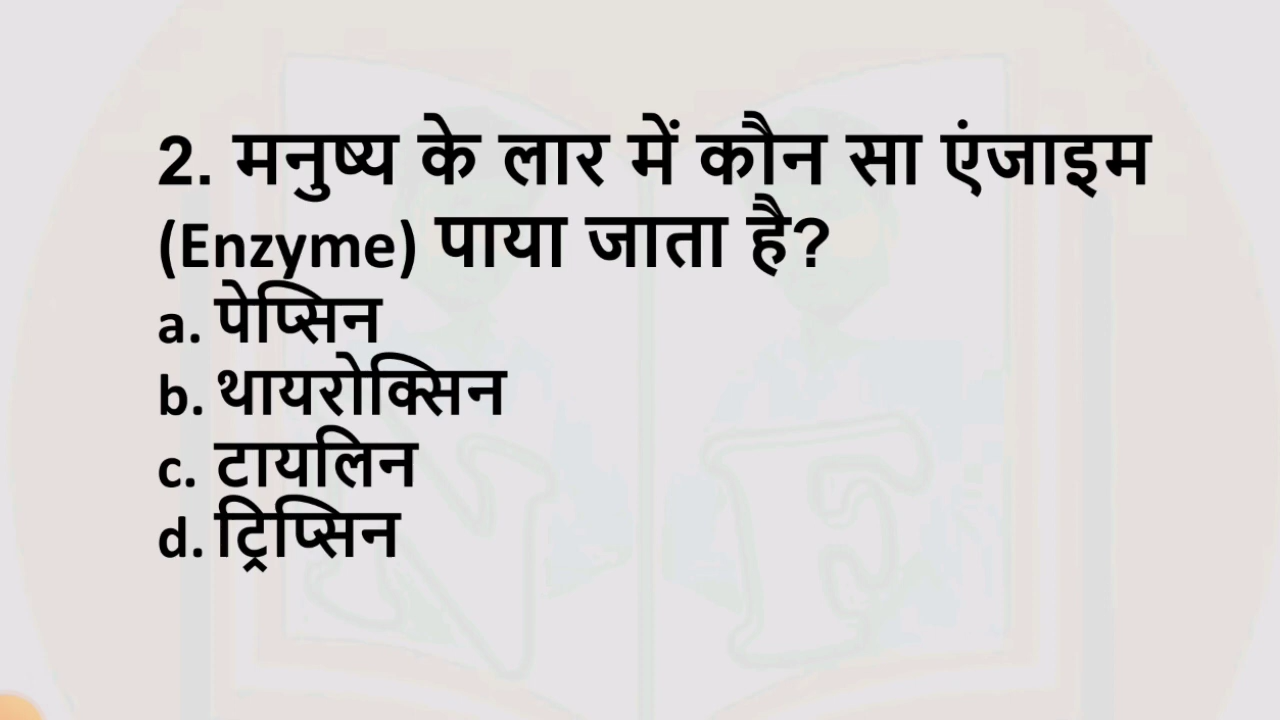 2. मनुष्य के लार में कौन सा एंजाइम
(Enzyme) पाया जाता है?
a. पेप्सिन
b. थायरोक्सिन
c. टायलिन
d. ट्रिप्सिन
N F